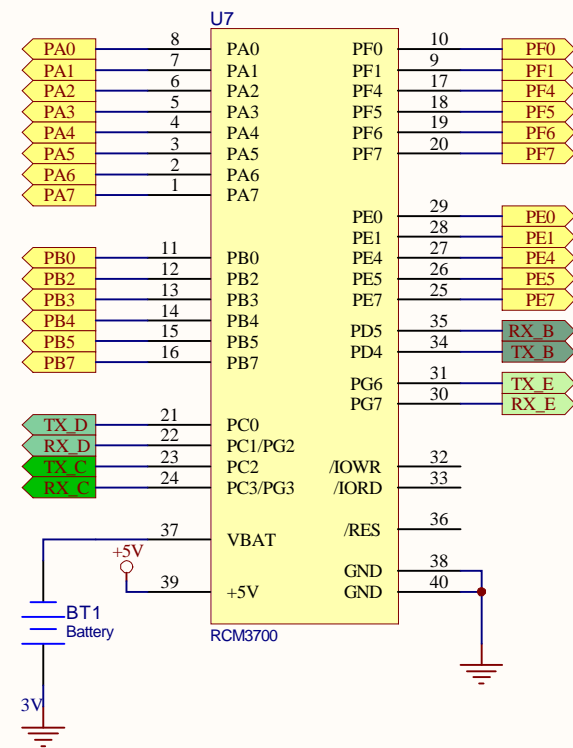 U7
PA0 8 PA0 PF0 10 PF0
PA1 7 PA1 PF1 9 PF1
PA2 6 PA2 PF4 17 PF4
PA3 5 PA3 PF5 18 PF5
PA4 4 PA4 PF6 19 PF6
PA5 3 PA5 PF7 20 PF7
PA6 2 PA6
PA7 1 PA7
PE0 29 PE0
PE1 28 PE1
PB0 11 PB0 PE4 27 PE4
PB2 12 PB2 PE5 26 PE5
PB3 13 PB3 PE7 25 PE7
PB4 14 PB4
PB5 15 PB5 PD5 35 RX_B
PB7 16 PB7 PD4 34 TX_B
PG6 31 TX_E
PG7 30 RX_E
TX_D 21 PC0
RX_D 22 PC1/PG2
TX_C 23 PC2 /IOWR 32
RX_C 24 PC3/PG3 /IORD 33
37 VBAT /RES 36
+5V
GND 38
39 +5V GND 40
BT1
Battery
RCM3700
3V